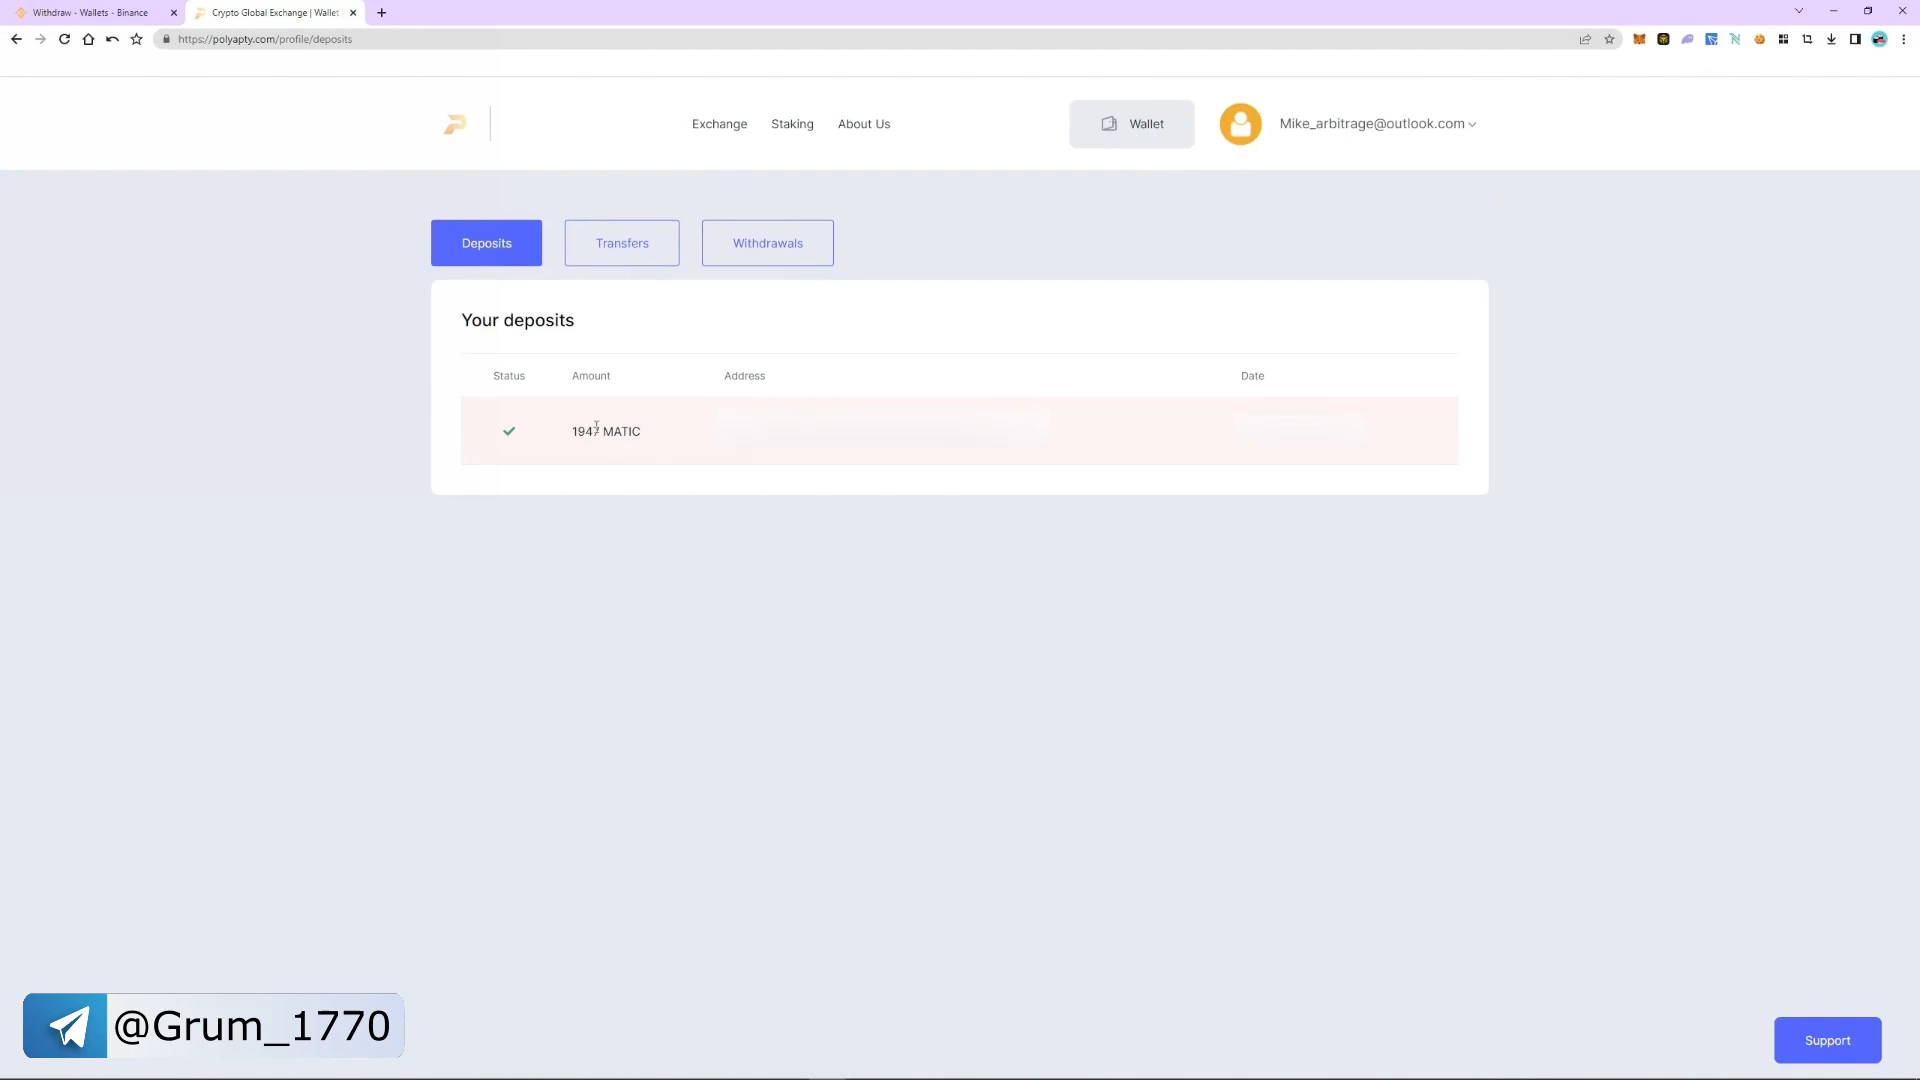 Withdraw - Wallets - Binance
Crypto Global Exchange | Wallet
https://polyapty.com/profile/deposits
Exchange
Staking
About Us
Wallet
Mike_arbitrage@outlook.com
Deposits
Transfers
Withdrawals
Your deposits
Status
Amount
Address
Date
1947 MATIC
@Grum_1770
Support